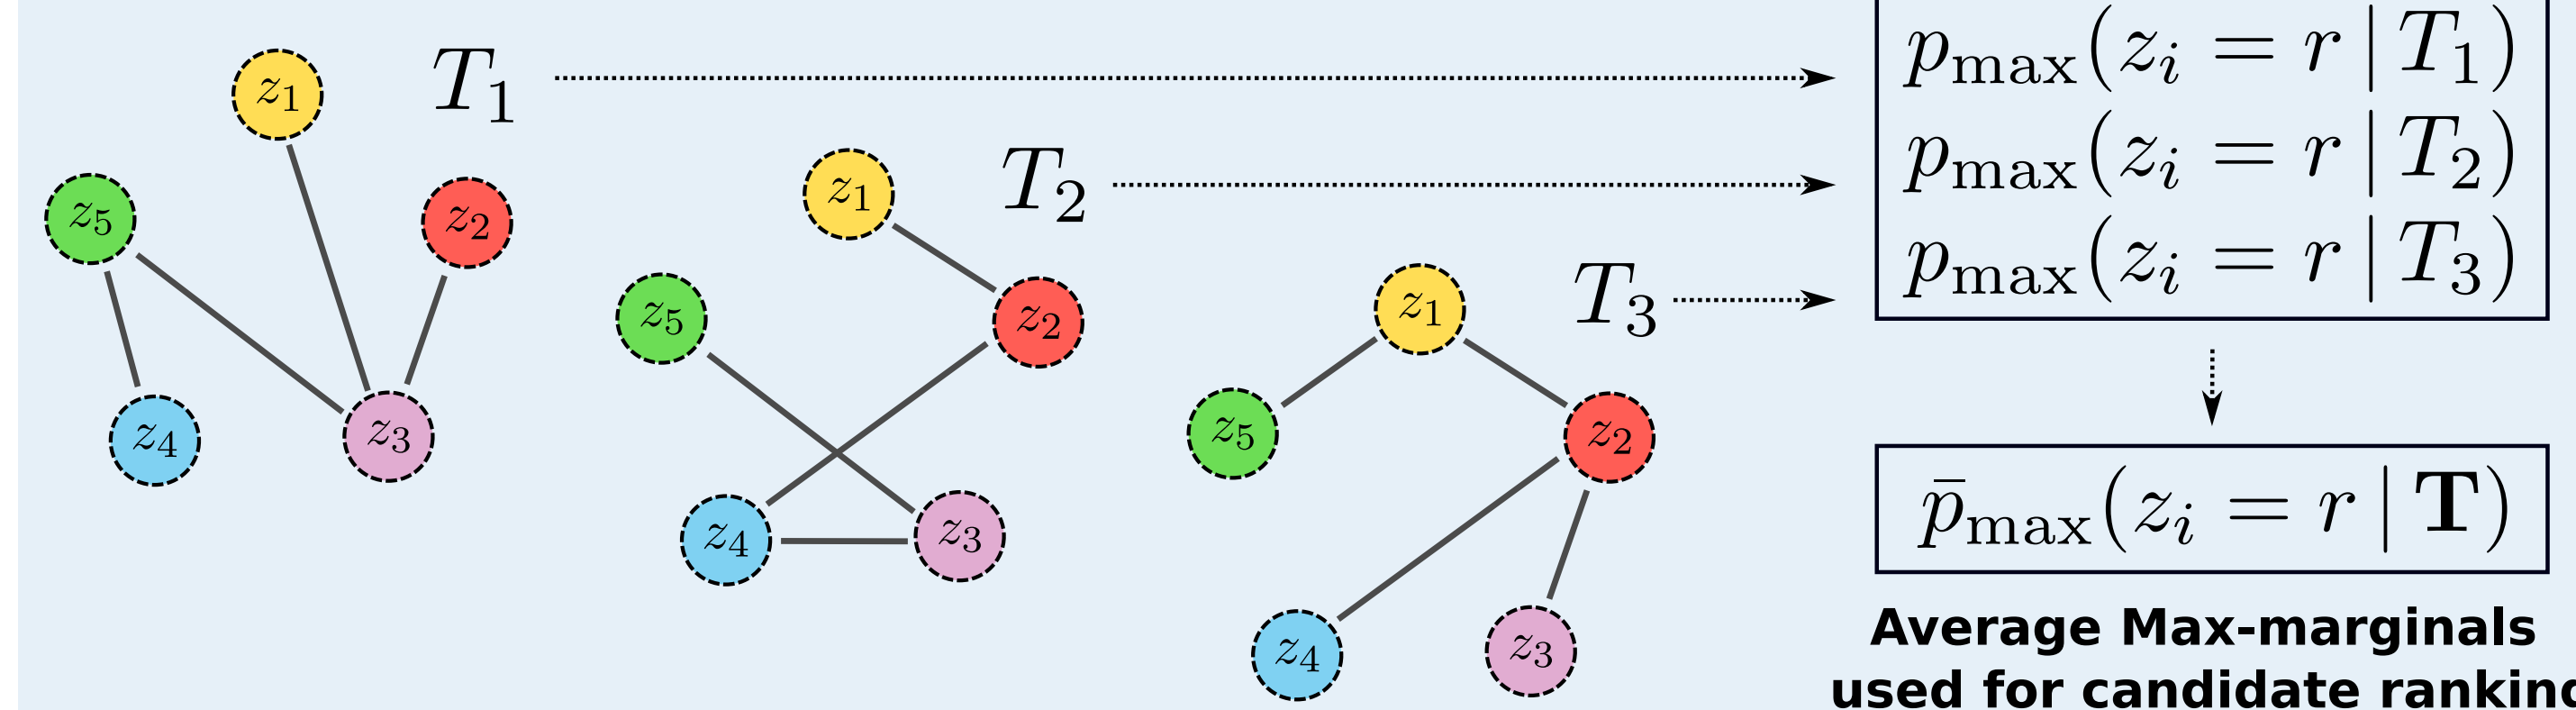 z₁
T₁
z₅
z₂
z₄
z₃
z₁
T₂
z₅
z₂
z₄
z₃
z₁
T₃
z₅
z₂
z₄
z₃
pₘₐₓ(zᵢ = r | T₁)
pₘₐₓ(zᵢ = r | T₂)
pₘₐₓ(zᵢ = r | T₃)
p̄ₘₐₓ(zᵢ = r | 𝐓)
Average Max-marginals
used for candidate ranking